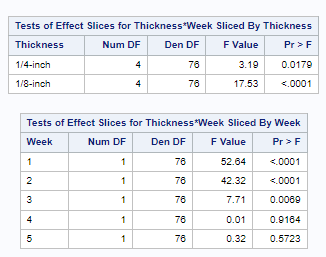 Tests of Effect Slices for Thickness*Week Sliced By Thickness
Thickness Num DF Den DF F Value Pr > F
1/4-inch 4 76 3.19 0.0179
1/8-inch 4 76 17.53 <.0001
Tests of Effect Slices for Thickness*Week Sliced By Week
Week Num DF Den DF F Value Pr > F
1 1 76 52.64 <.0001
2 1 76 42.32 <.0001
3 1 76 7.71 0.0069
4 1 76 0.01 0.9164
5 1 76 0.32 0.5723